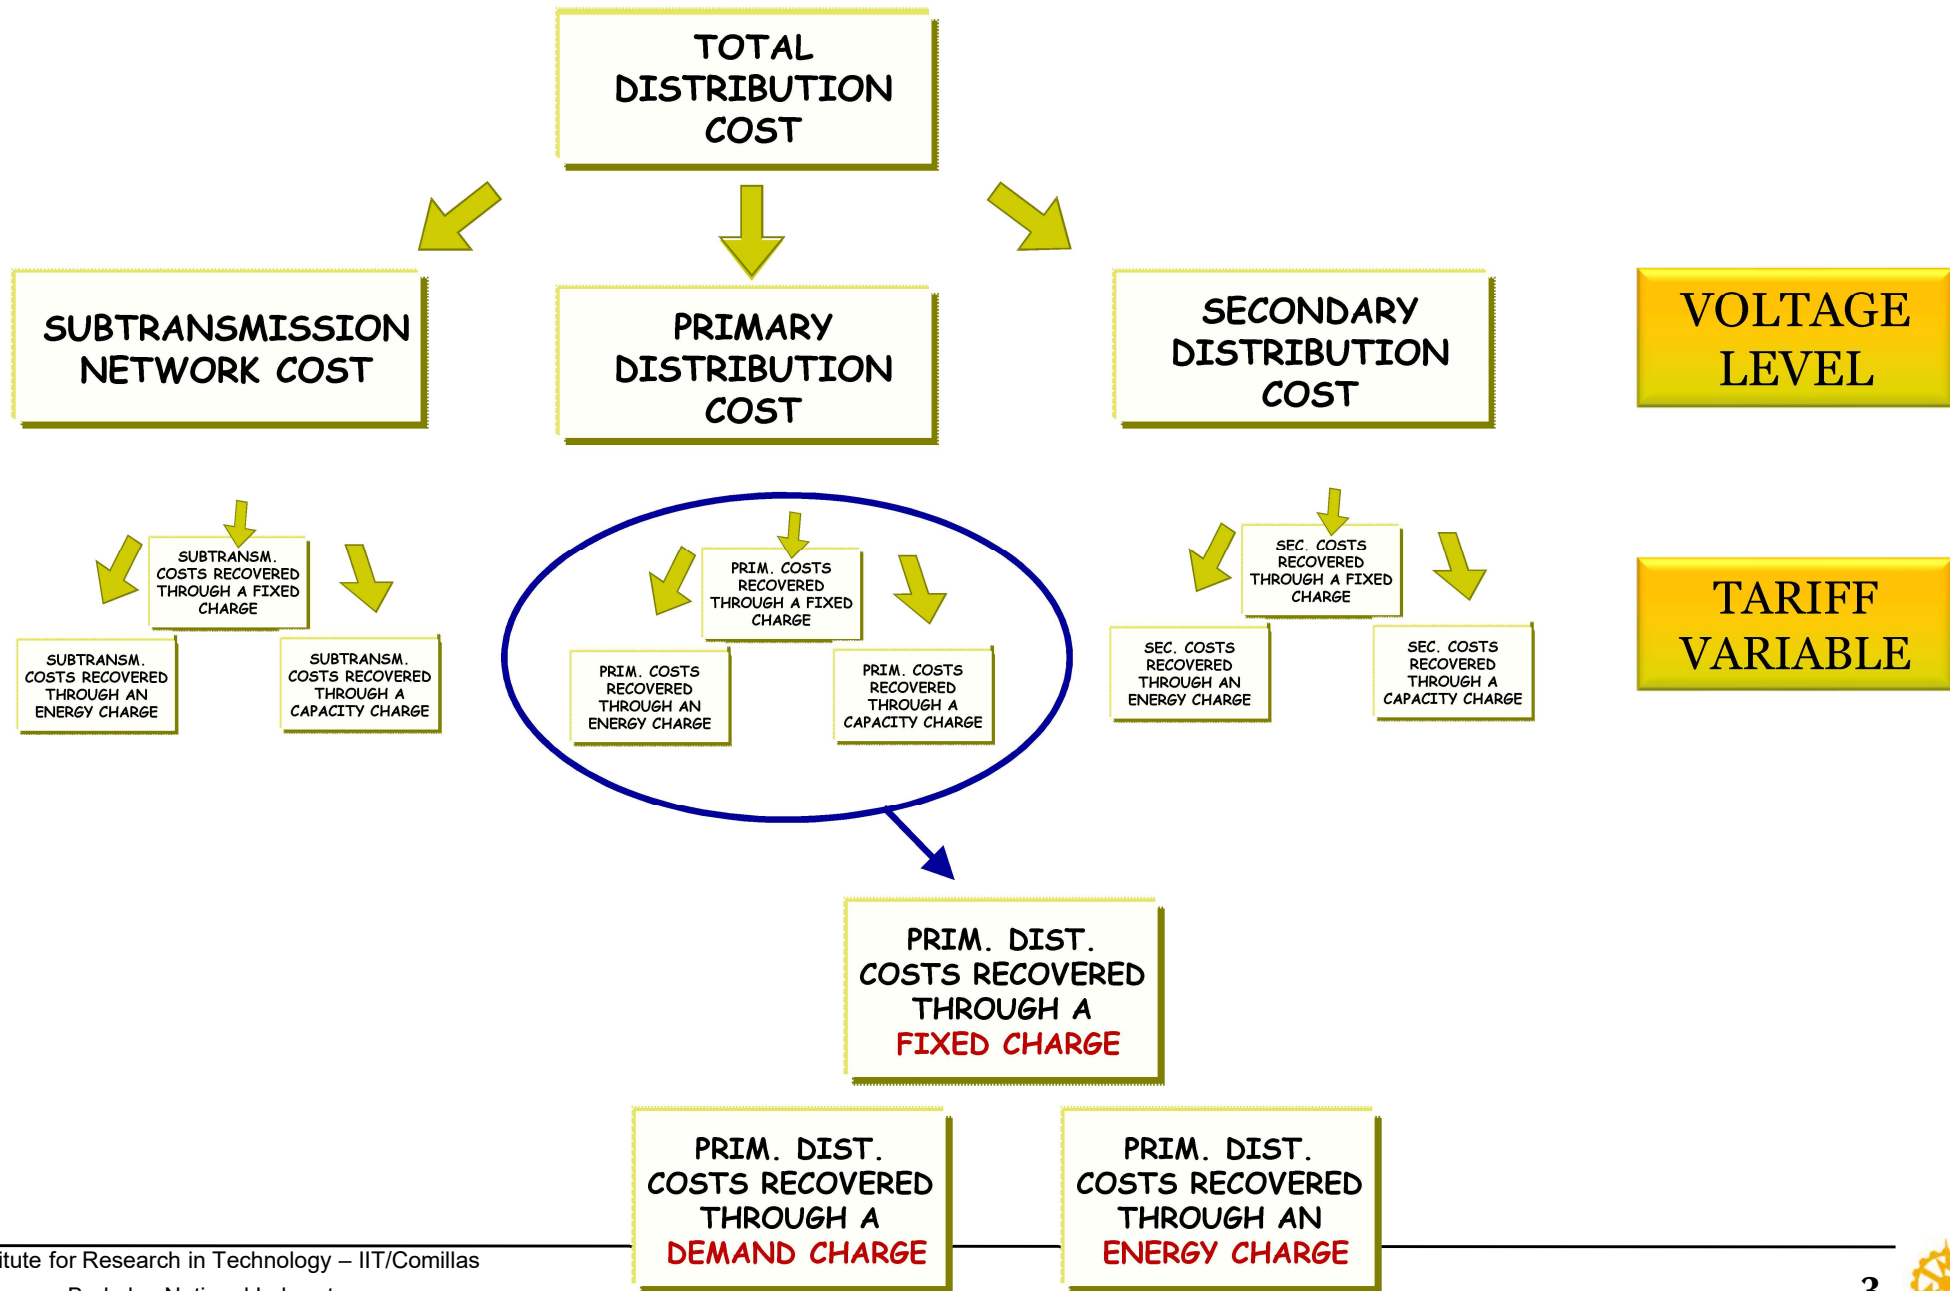 TOTAL
DISTRIBUTION
COST
SUBTRANSMISSION
NETWORK COST
PRIMARY
DISTRIBUTION
COST
SECONDARY
DISTRIBUTION
COST
VOLTAGE
LEVEL
SUBTRANSM.
COSTS RECOVERED
THROUGH A FIXED
CHARGE
SUBTRANSM.
COSTS RECOVERED
THROUGH AN
ENERGY CHARGE
SUBTRANSM.
COSTS RECOVERED
THROUGH A
CAPACITY CHARGE
PRIM. COSTS
RECOVERED
THROUGH A FIXED
CHARGE
PRIM. COSTS
RECOVERED
THROUGH AN
ENERGY CHARGE
PRIM. COSTS
RECOVERED
THROUGH A
CAPACITY CHARGE
SEC. COSTS
RECOVERED
THROUGH A FIXED
CHARGE
SEC. COSTS
RECOVERED
THROUGH AN
ENERGY CHARGE
SEC. COSTS
RECOVERED
THROUGH A
CAPACITY CHARGE
TARIFF
VARIABLE
PRIM. DIST.
COSTS RECOVERED
THROUGH A
FIXED CHARGE
PRIM. DIST.
COSTS RECOVERED
THROUGH A
DEMAND CHARGE
PRIM. DIST.
COSTS RECOVERED
THROUGH AN
ENERGY CHARGE
itute for Research in Technology – IIT/Comillas
3